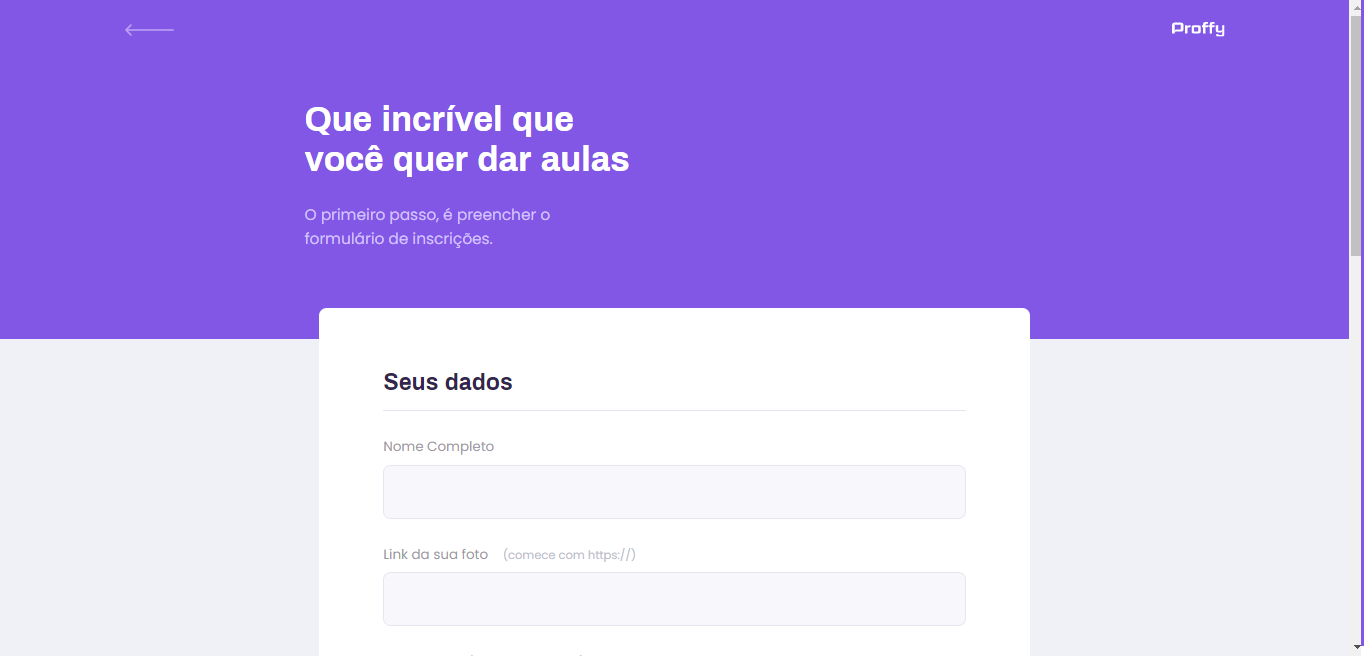 Proffy
Que incrível que
você quer dar aulas
O primeiro passo, é preencher o
formulário de inscrições.
Seus dados
Nome Completo
Link da sua foto (comece com https://)